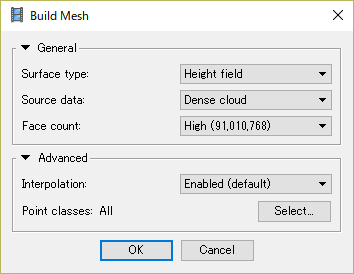 Build Mesh
General
Surface type: Height field
Source data: Dense cloud
Face count: High (91,010,768)
Advanced
Interpolation: Enabled (default)
Point classes: All Select...
OK Cancel